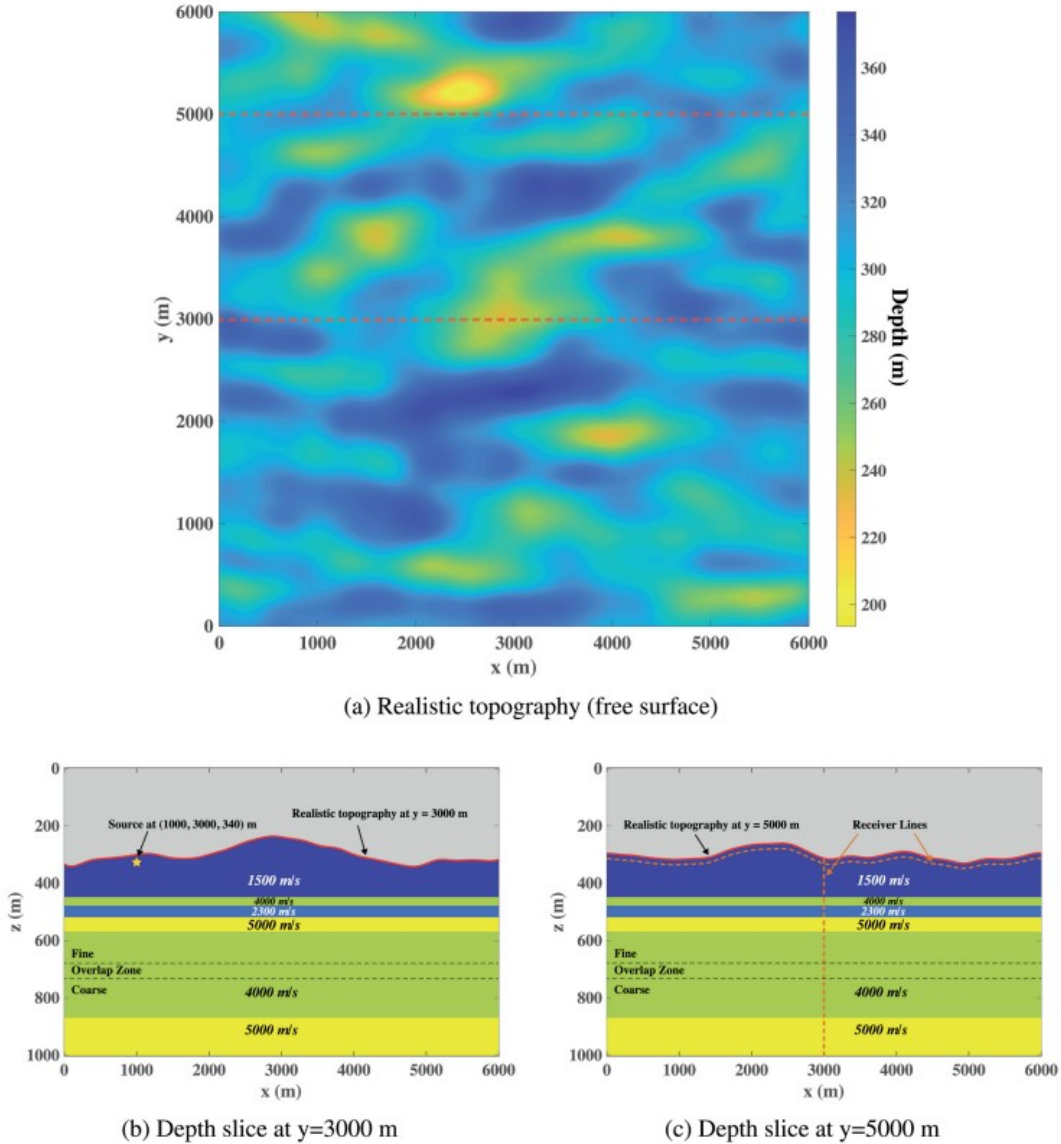 6000
5000
4000
3000
2000
1000
0
y (m)
0 1000 2000 3000 4000 5000 6000
x (m)
360
340
320
300
280
260
240
220
200
Depth (m)
(a) Realistic topography (free surface)
0
200
400
600
800
1000
z (m)
Source at (1000, 3000, 340) m
Realistic topography at y = 3000 m
1500 m/s
4000 m/s
2300 m/s
5000 m/s
Fine
Overlap Zone
Coarse
4000 m/s
5000 m/s
0 1000 2000 3000 4000 5000 6000
x (m)
(b) Depth slice at y=3000 m
0
200
400
600
800
1000
z (m)
Realistic topography at y = 5000 m
Receiver Lines
1500 m/s
4000 m/s
2300 m/s
5000 m/s
Fine
Overlap Zone
Coarse
4000 m/s
5000 m/s
0 1000 2000 3000 4000 5000 6000
x (m)
(c) Depth slice at y=5000 m